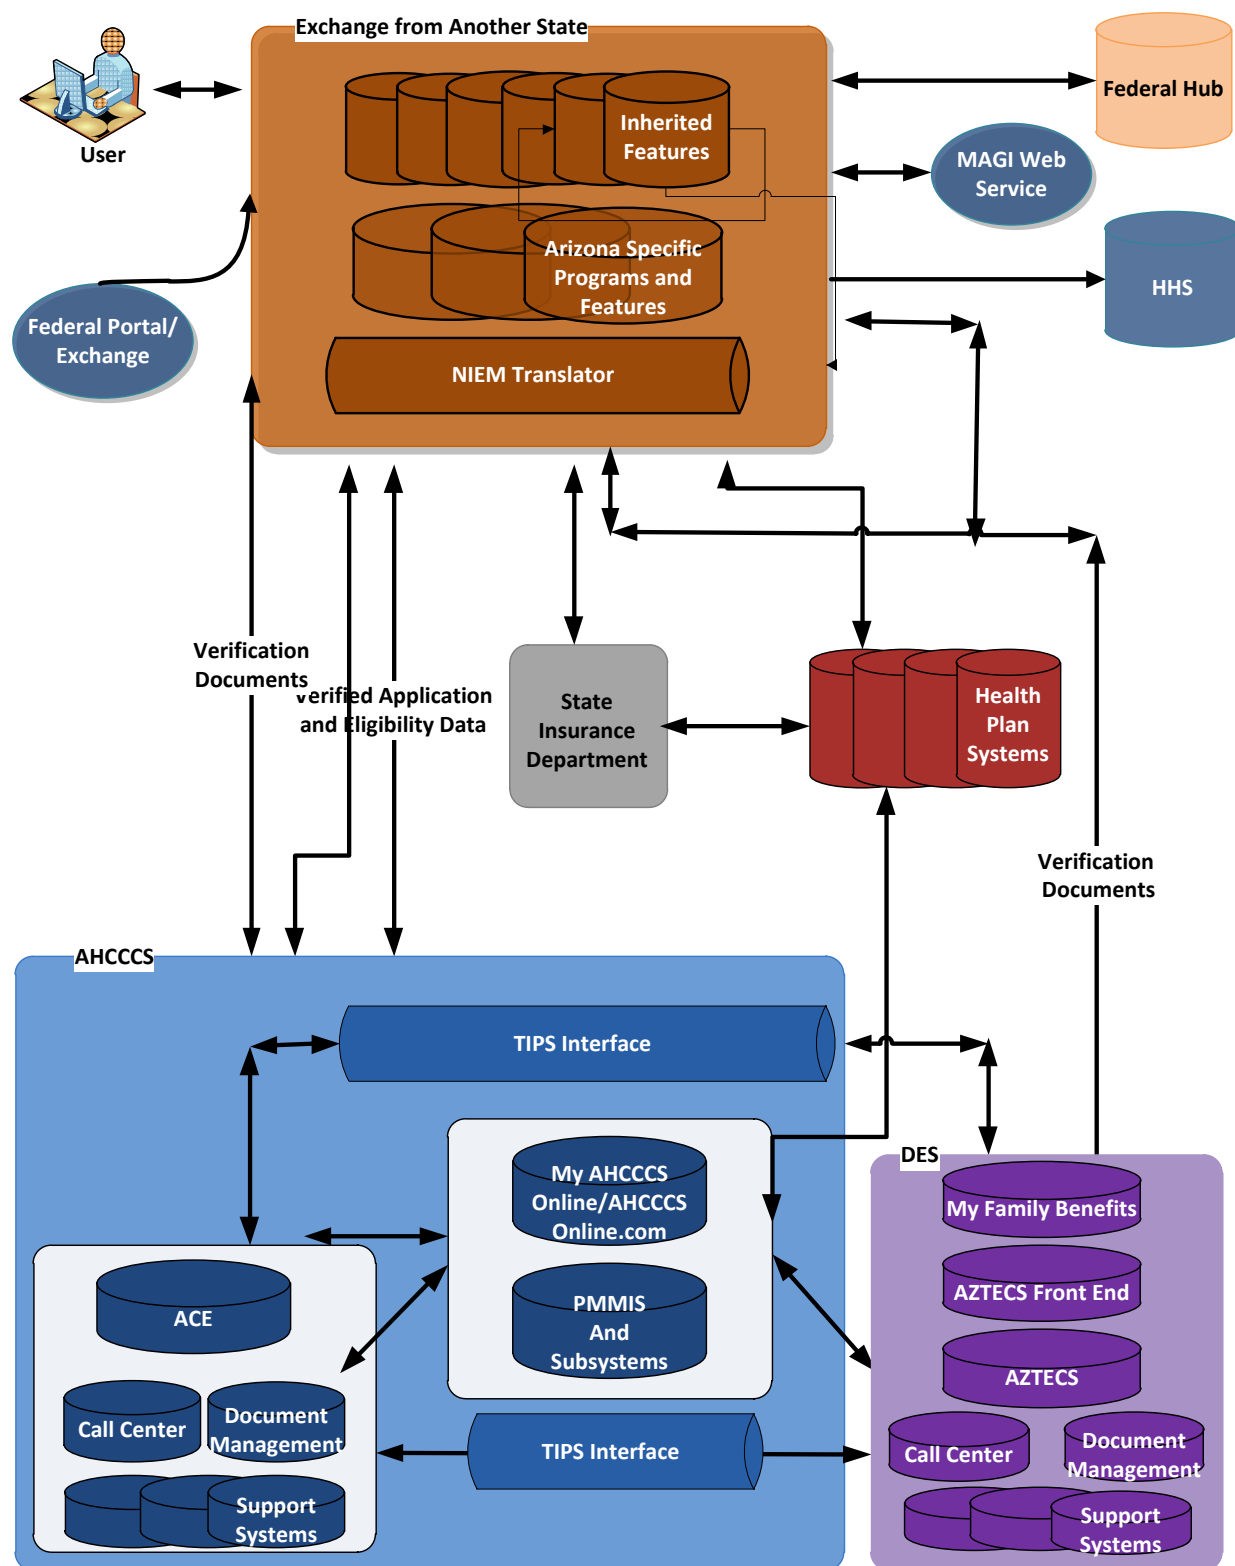 Exchange from Another State
Federal Hub
Inherited
Features
User
MAGI Web
Service
Arizona Specific
Programs and
Features
HHS
Federal Portal/
Exchange
NIEM Translator
Verification
Documents
Verified Application
and Eligibility Data
State
Insurance
Department
Health
Plan
Systems
Verification
Documents
AHCCCS
TIPS Interface
DES
My AHCCCS
Online/AHCCCS
Online.com
My Family Benefits
AZTECS Front End
ACE
PMMIS
And
Subsystems
AZTECS
Call Center
Document
Management
TIPS Interface
Call Center
Document
Management
Support
Systems
Support
Systems